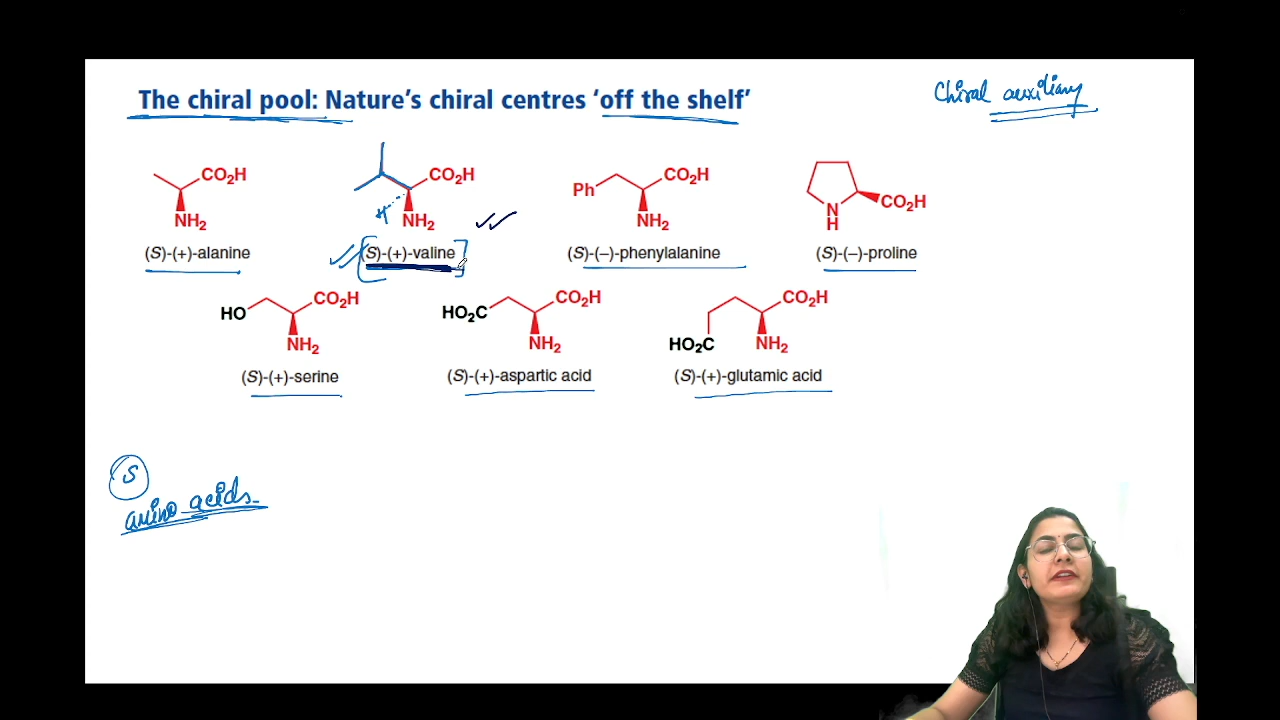 The chiral pool: Nature's chiral centres 'off the shelf'
Chiral auxiliary
CO₂H CO₂H Ph CO₂H N H CO₂H
NH₂ H NH₂ NH₂
(S)-(+)-alanine (S)-(+)-valine (S)-(–)-phenylalanine (S)-(–)-proline
HO CO₂H HO₂C CO₂H HO₂C CO₂H
NH₂ NH₂ NH₂
(S)-(+)-serine (S)-(+)-aspartic acid (S)-(+)-glutamic acid
S
amino acids